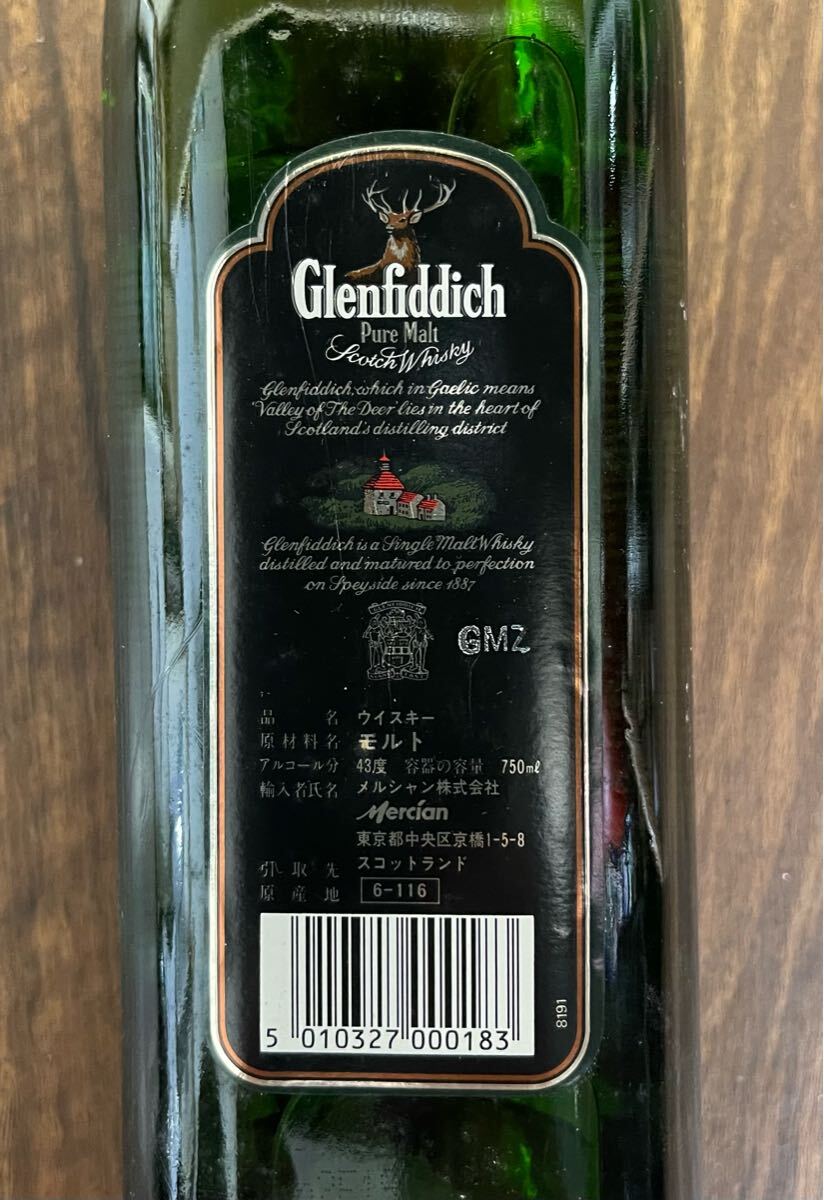 Glenfiddich
Pure Malt
Scotch Whisky
Glenfiddich, which in Gaelic means
Valley of The Deer lies in the heart of
Scotland's distilling district
Glenfiddich is a Single Malt Whisky
distilled and matured to perfection
on Speyside since 1887
GMZ
品名 ウイスキー
原材料名 モルト
アルコール分 43度 容器の容量 750mℓ
輸入者氏名 メルシャン株式会社
Mercian
東京都中央区京橋1-5-8
引取先 スコットランド
原産地 6-116
5 010327 000183
8191